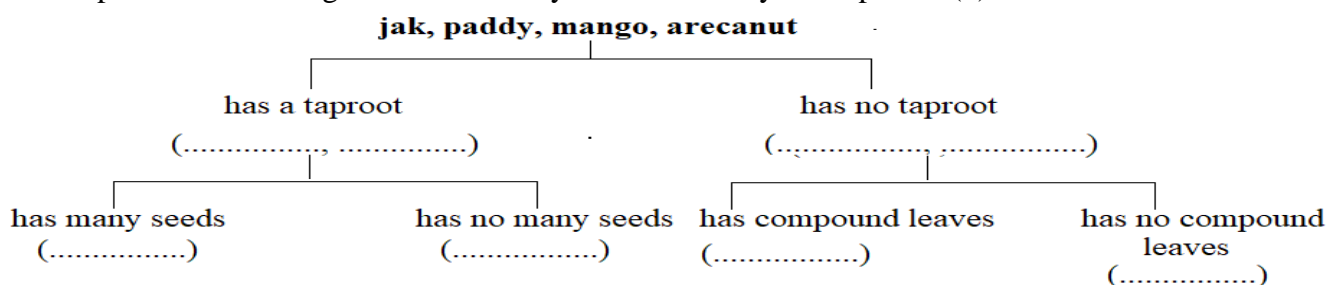 jak, paddy, mango, arecanut
has a taproot has no taproot
(................, ...............) (.................., .................)
has many seeds has no many seeds has compound leaves has no compound
leaves
(................) (.................) (.................) (................)